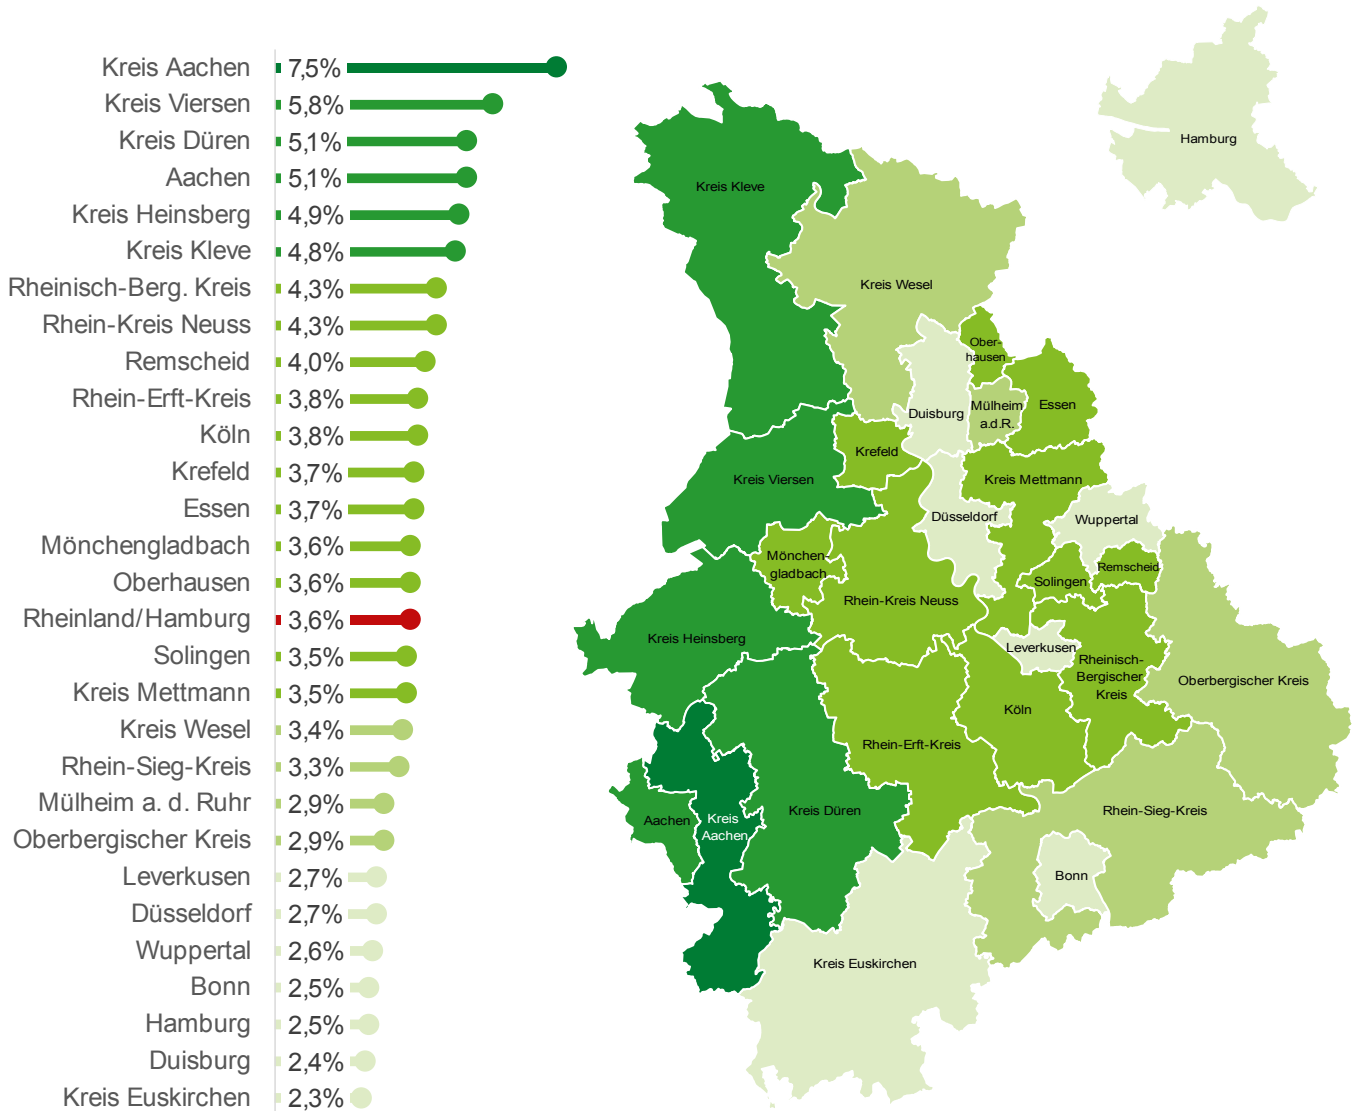 Kreis Aachen 7,5%
Kreis Viersen 5,8%
Kreis Düren 5,1%
Aachen 5,1%
Kreis Heinsberg 4,9%
Kreis Kleve 4,8%
Rheinisch-Berg. Kreis 4,3%
Rhein-Kreis Neuss 4,3%
Remscheid 4,0%
Rhein-Erft-Kreis 3,8%
Köln 3,8%
Krefeld 3,7%
Essen 3,7%
Mönchengladbach 3,6%
Oberhausen 3,6%
Rheinland/Hamburg 3,6%
Solingen 3,5%
Kreis Mettmann 3,5%
Kreis Wesel 3,4%
Rhein-Sieg-Kreis 3,3%
Mülheim a. d. Ruhr 2,9%
Oberbergischer Kreis 2,9%
Leverkusen 2,7%
Düsseldorf 2,7%
Wuppertal 2,6%
Bonn 2,5%
Hamburg 2,5%
Duisburg 2,4%
Kreis Euskirchen 2,3%
Hamburg
Kreis Kleve
Kreis Wesel
Ober-
hausen
Duisburg
Mülheim
a.d.R.
Essen
Krefeld
Kreis Viersen
Kreis Mettmann
Düsseldorf
Wuppertal
Mönchen-
gladbach
Remscheid
Solingen
Rhein-Kreis Neuss
Kreis Heinsberg
Leverkusen
Rheinisch-
Bergischer
Kreis
Oberbergischer Kreis
Köln
Rhein-Erft-Kreis
Kreis Düren
Rhein-Sieg-Kreis
Aachen
Kreis
Aachen
Bonn
Kreis Euskirchen